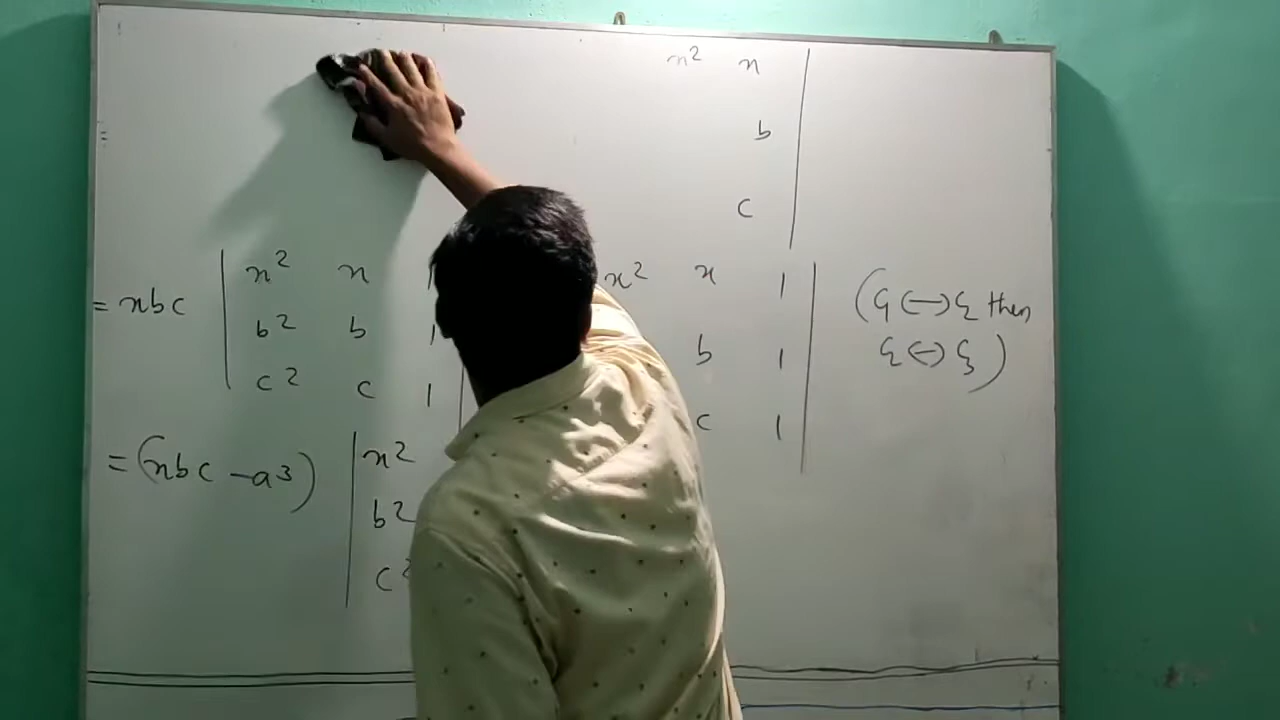 x² x
=
b
c
= xbc | x² x 1 x² x 1 | (C₁ ↔ C₂ then
b² b 1 b 1 C₂ ↔ C₃)
c² c 1 c 1
= (xbc - a³) | x²
b²
c²